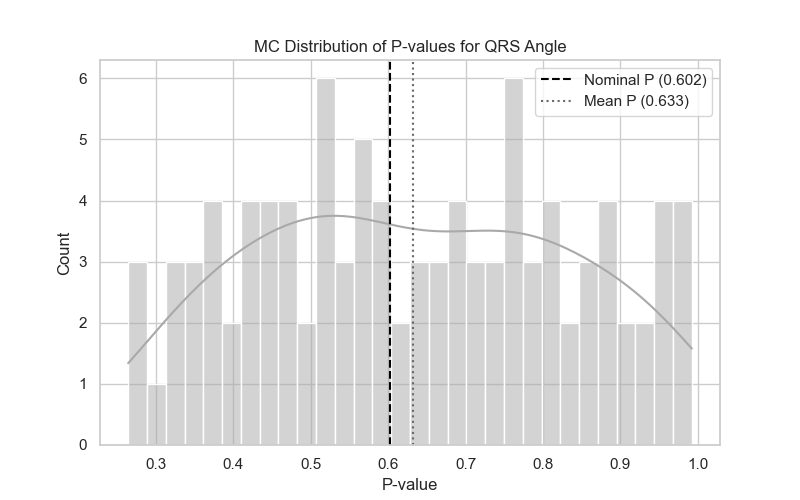 MC Distribution of P-values for QRS Angle
Nominal P (0.602)
Mean P (0.633)
Count
6
5
4
3
2
1
0
0.3 0.4 0.5 0.6 0.7 0.8 0.9 1.0
P-value